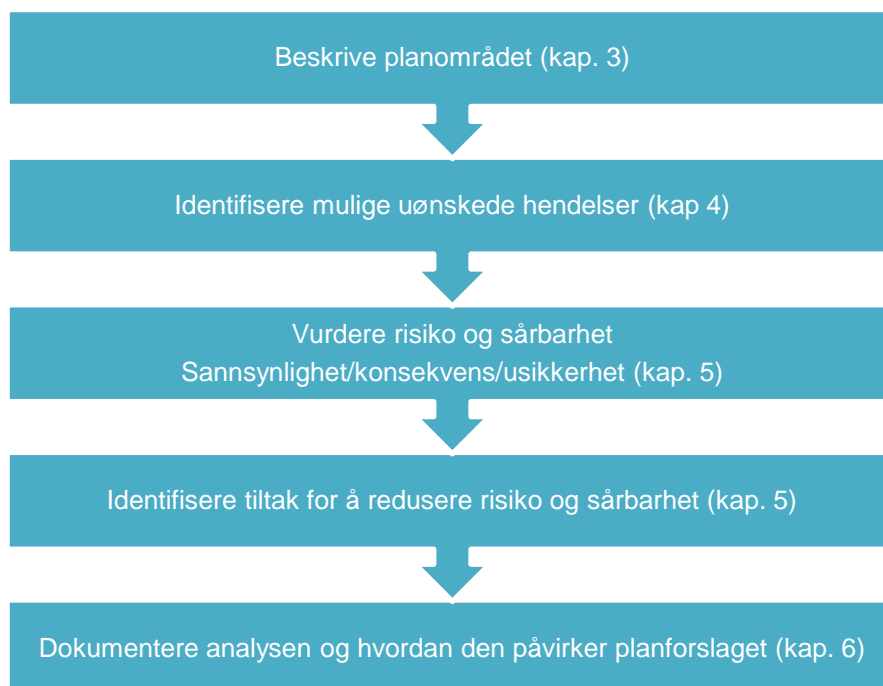 Beskrive planområdet (kap. 3)
Identifisere mulige uønskede hendelser (kap 4)
Vurdere risiko og sårbarhet
Sannsynlighet/konsekvens/usikkerhet (kap. 5)
Identifisere tiltak for å redusere risiko og sårbarhet (kap. 5)
Dokumentere analysen og hvordan den påvirker planforslaget (kap. 6)